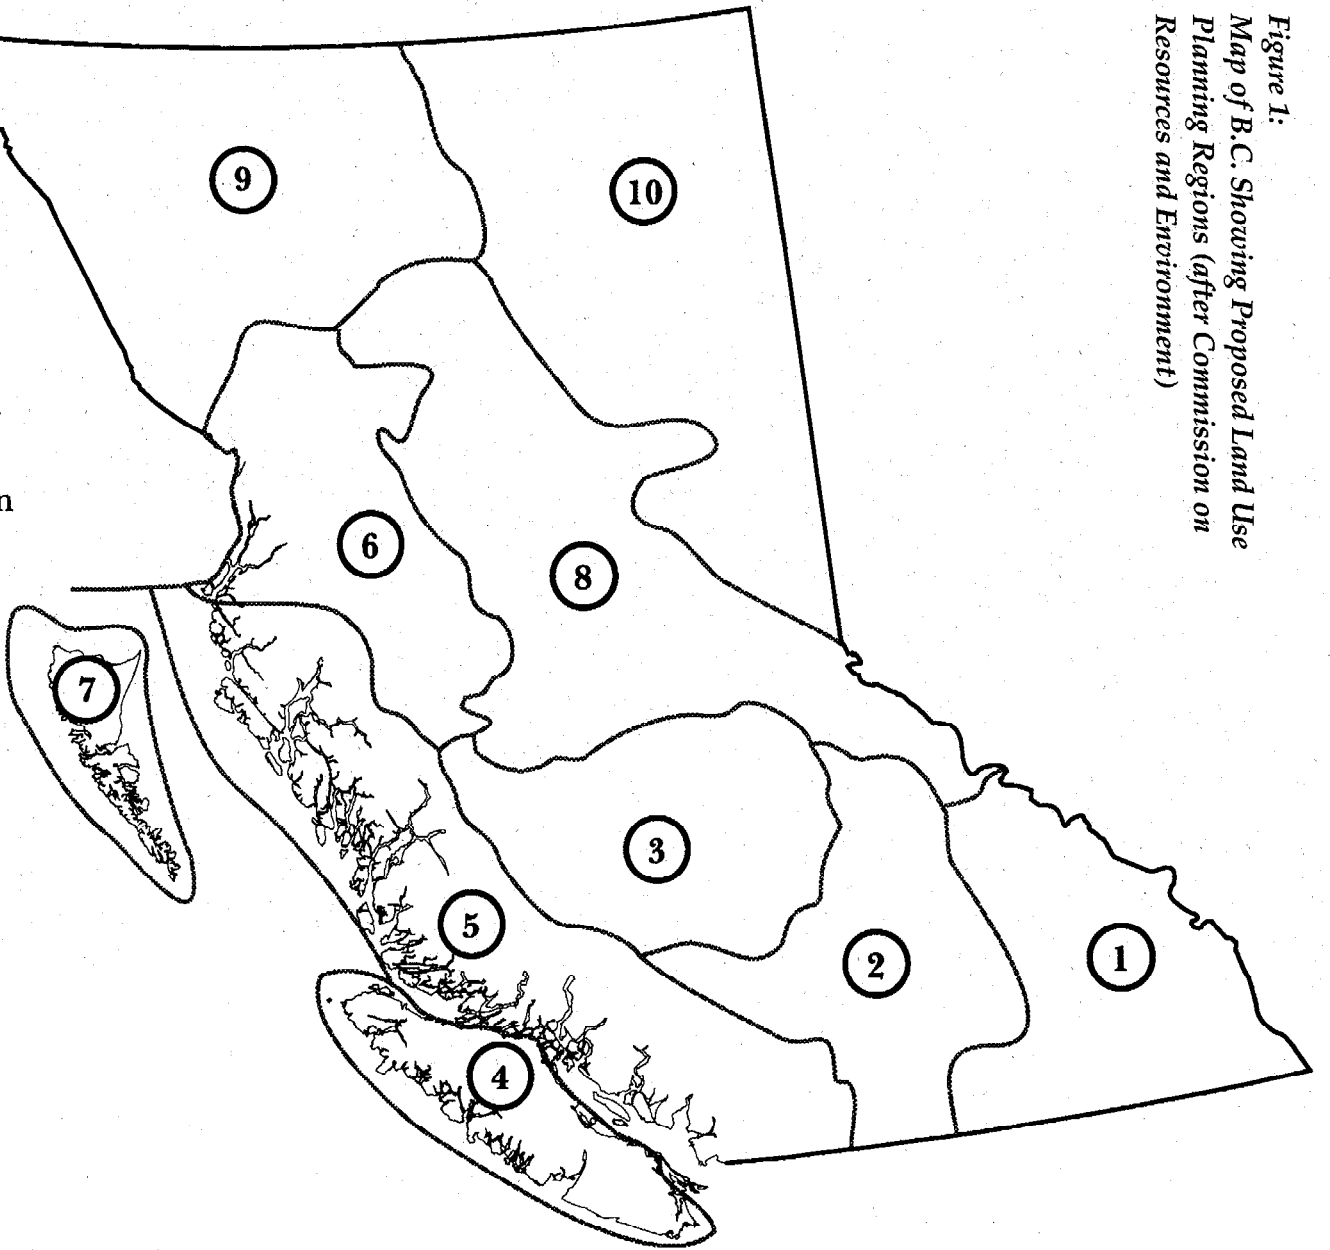 Figure 1:
Map of B.C. Showing Proposed Land Use
Planning Regions (after Commission on
Resources and Environment)
9
10
n
6
8
7
3
5
2
1
4